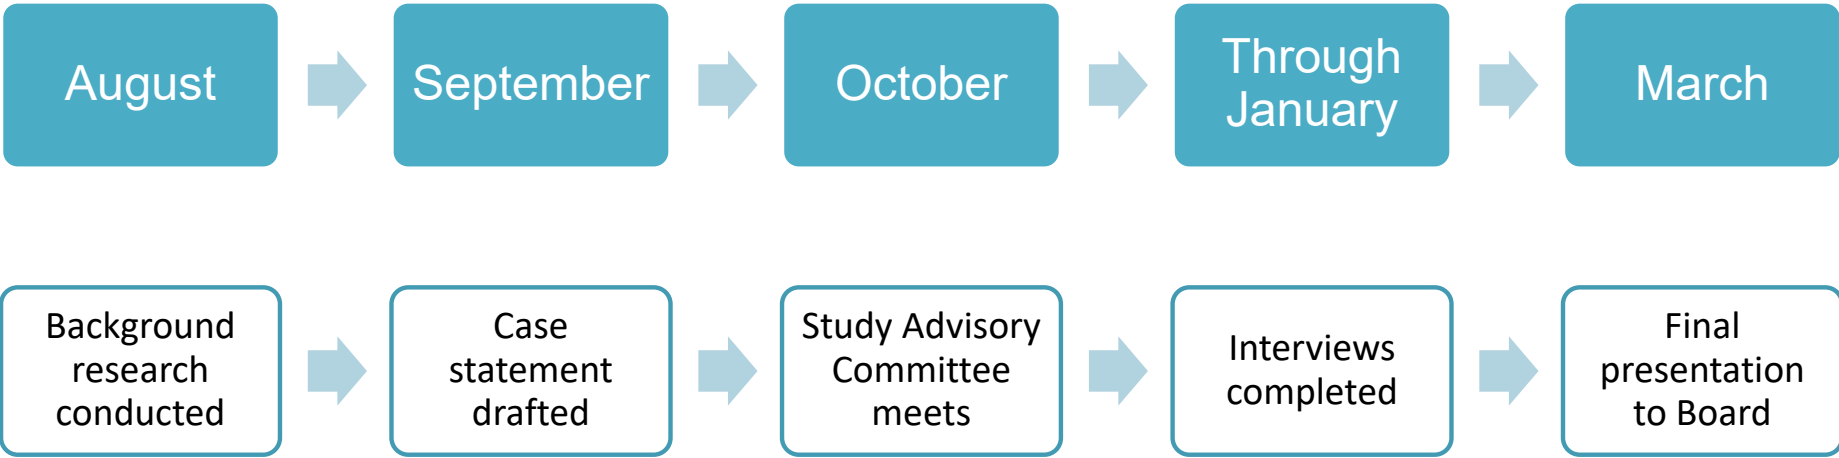 August
September
October
Through
January
March
Background
research
conducted
Case
statement
drafted
Study Advisory
Committee
meets
Interviews
completed
Final
presentation
to Board